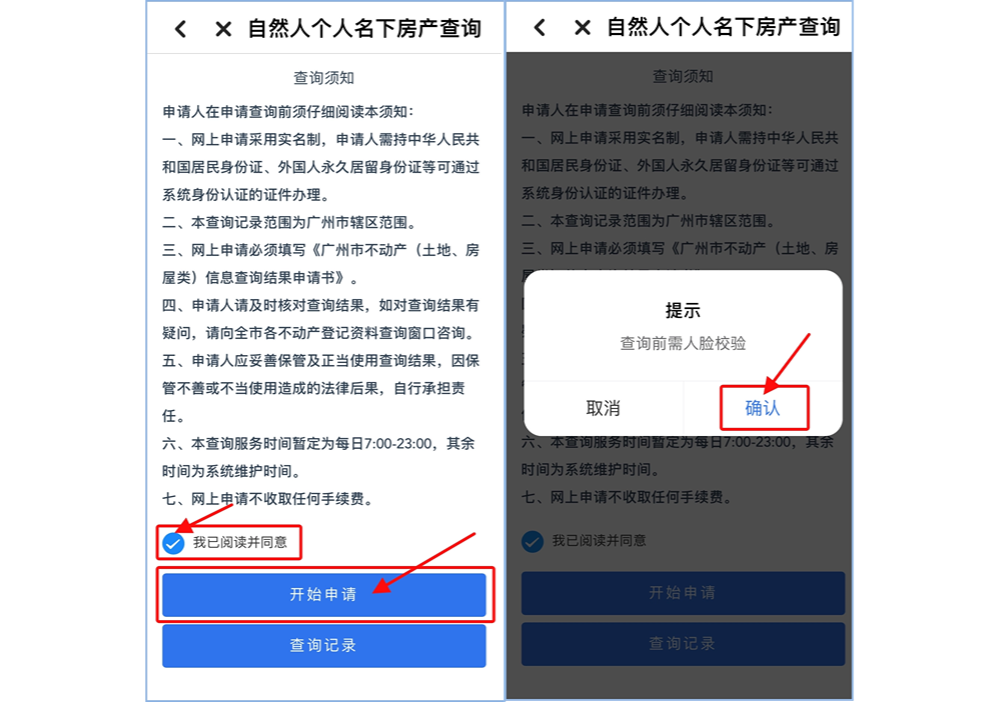 自然人个人名下房产查询
查询须知
申请人在申请查询前须仔细阅读本须知：
一、网上申请采用实名制，申请人需持中华人民共
和国居民身份证、外国人永久居留身份证等可通过
系统身份认证的证件办理。
二、本查询记录范围为广州市辖区范围。
三、网上申请必须填写《广州市不动产（土地、房
屋类）信息查询结果申请书》。
四、申请人请及时核对查询结果，如对查询结果有
疑问，请向全市各不动产登记资料查询窗口咨询。
五、申请人应妥善保管及正当使用查询结果，因保
管不善或不当使用造成的法律后果，自行承担责
任。
六、本查询服务时间暂定为每日7:00-23:00，其余
时间为系统维护时间。
七、网上申请不收取任何手续费。
我已阅读并同意
开始申请
查询记录
自然人个人名下房产查询
查询须知
申请人在申请查询前须仔细阅读本须知：
一、网上申请采用实名制，申请人需持中华人民共
和国居民身份证、外国人永久居留身份证等可通过
系统身份认证的证件办理。
二、本查询记录范围为广州市辖区范围。
三、网上申请必须填写《广州市不动产（土地、房
提示
查询前需人脸校验
取消
确认
六、本查询服务时间暂定为每日7:00-23:00，其余
时间为系统维护时间。
七、网上申请不收取任何手续费。
我已阅读并同意
开始申请
查询记录